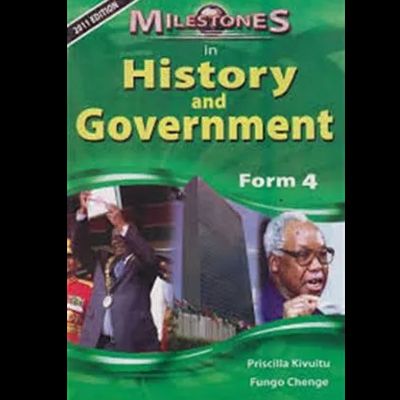 2011 EDITION
MILESTONES
in
History
and
Government
Form 4
Priscilla Kivuitu
Fungo Chenge